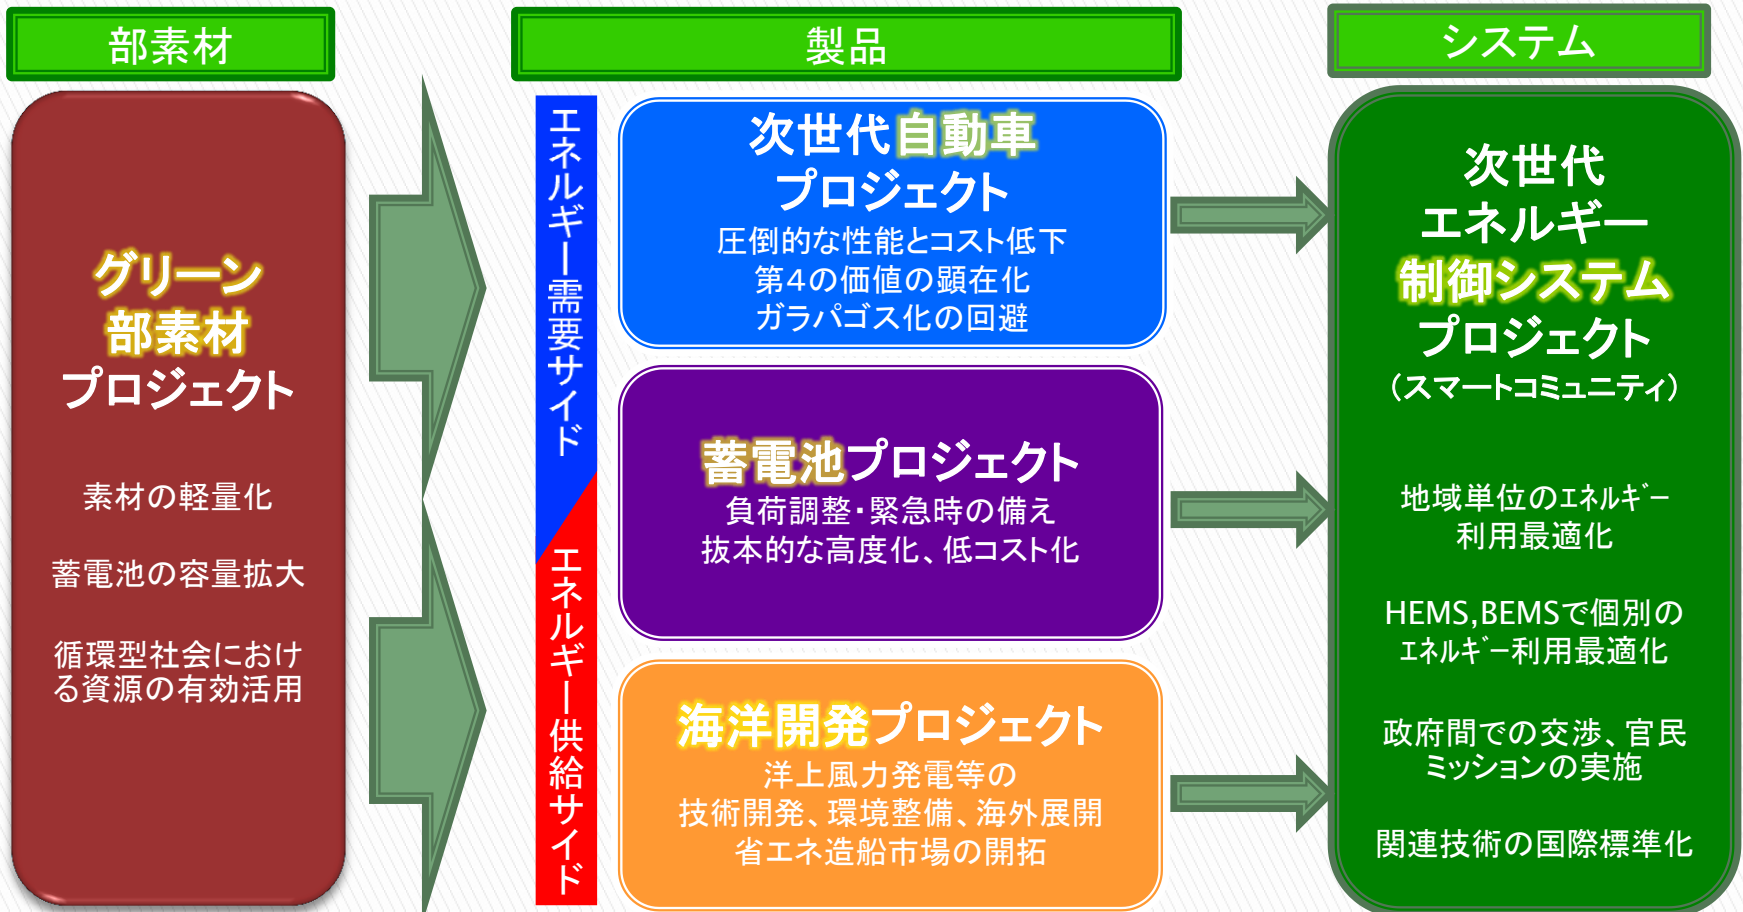 部素材
グリーン
部素材
プロジェクト
素材の軽量化
蓄電池の容量拡大
循環型社会におけ
る資源の有効活用
製品
エネルギー需要サイド
エネルギー供給サイド
次世代自動車
プロジェクト
圧倒的な性能とコスト低下
第4の価値の顕在化
ガラパゴス化の回避
蓄電池プロジェクト
負荷調整・緊急時の備え
抜本的な高度化、低コスト化
海洋開発プロジェクト
洋上風力発電等の
技術開発、環境整備、海外展開
省エネ造船市場の開拓
システム
次世代
エネルギー
制御システム
プロジェクト
（スマートコミュニティ）
地域単位のエネルギー
利用最適化
HEMS,BEMSで個別の
エネルギー利用最適化
政府間での交渉、官民
ミッションの実施
関連技術の国際標準化